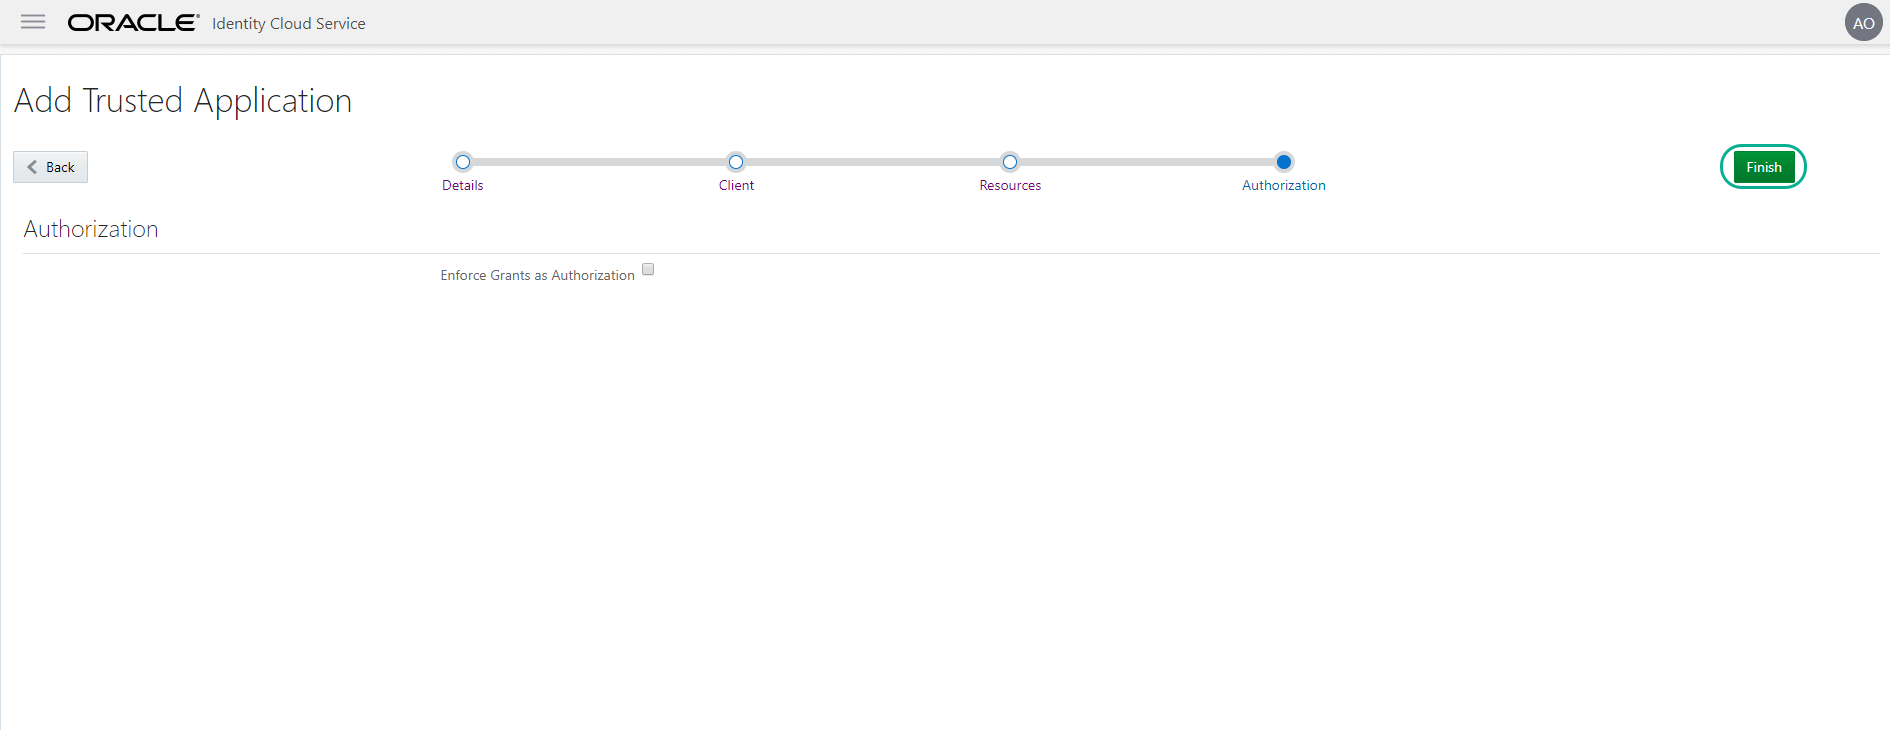 ORACLE® Identity Cloud Service
AO
Add Trusted Application
Back
Details
Client
Resources
Authorization
Finish
Authorization
Enforce Grants as Authorization